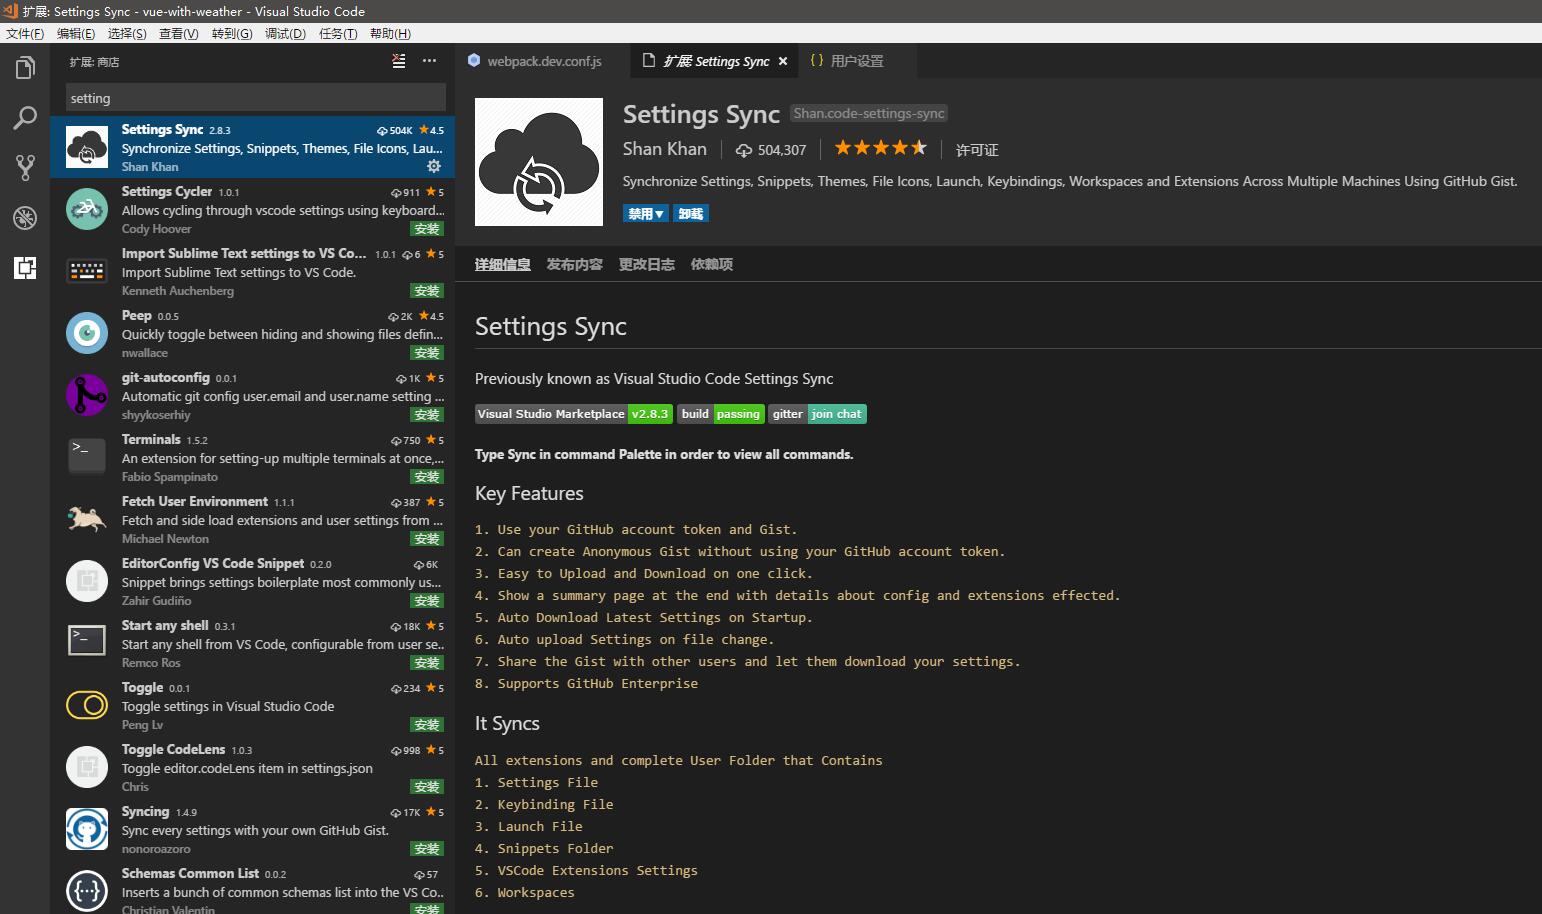 扩展: Settings Sync - vue-with-weather - Visual Studio Code
文件(F) 编辑(E) 选择(S) 查看(V) 转到(G) 调试(D) 任务(T) 帮助(H)
扩展: 商店
setting
Settings Sync 2.8.3 504K ★4.5
Synchronize Settings, Snippets, Themes, File Icons, Lau...
Shan Khan
Settings Cycler 1.0.1 911 ★5
Allows cycling through vscode settings using keyboard...
Cody Hoover 安装
Import Sublime Text settings to VS Co... 1.0.1 6 ★5
Import Sublime Text settings to VS Code.
Kenneth Auchenberg 安装
Peep 0.0.5 2K ★4.5
Quickly toggle between hiding and showing files defin...
nwallace 安装
git-autoconfig 0.0.1 1K ★5
Automatic git config user.email and user.name setting ...
shyykoserhiy 安装
Terminals 1.5.2 750 ★5
An extension for setting-up multiple terminals at once,...
Fabio Spampinato 安装
Fetch User Environment 1.1.1 387 ★5
Fetch and side load extensions and user settings from ...
Michael Newton 安装
EditorConfig VS Code Snippet 0.2.0 6K
Snippet brings settings boilerplate most commonly us...
Zahir Gudiño 安装
Start any shell 0.3.1 18K ★5
Start any shell from VS Code, configurable from user se..
Remco Ros 安装
Toggle 0.0.1 234 ★5
Toggle settings in Visual Studio Code
Peng Lv 安装
Toggle CodeLens 1.0.3 998 ★5
Toggle editor.codeLens item in settings.json
Chris 安装
Syncing 1.4.9 17K ★5
Sync every settings with your own GitHub Gist.
nonoroazoro 安装
Schemas Common List 0.0.2 57
Inserts a bunch of common schemas list into the VS Co..
Christian Valentin 安装
webpack.dev.conf.js 扩展: Settings Sync × { } 用户设置
Settings Sync Shan.code-settings-sync
Shan Khan 504,307 许可证
Synchronize Settings, Snippets, Themes, File Icons, Launch, Keybindings, Workspaces and Extensions Across Multiple Machines Using GitHub Gist.
禁用▼ 卸载
详细信息 发布内容 更改日志 依赖项
Settings Sync
Previously known as Visual Studio Code Settings Sync
Visual Studio Marketplace v2.8.3 build passing gitter join chat
Type Sync in command Palette in order to view all commands.
Key Features
1. Use your GitHub account token and Gist.
2. Can create Anonymous Gist without using your GitHub account token.
3. Easy to Upload and Download on one click.
4. Show a summary page at the end with details about config and extensions effected.
5. Auto Download Latest Settings on Startup.
6. Auto upload Settings on file change.
7. Share the Gist with other users and let them download your settings.
8. Supports GitHub Enterprise
It Syncs
All extensions and complete User Folder that Contains
1. Settings File
2. Keybinding File
3. Launch File
4. Snippets Folder
5. VSCode Extensions Settings
6. Workspaces